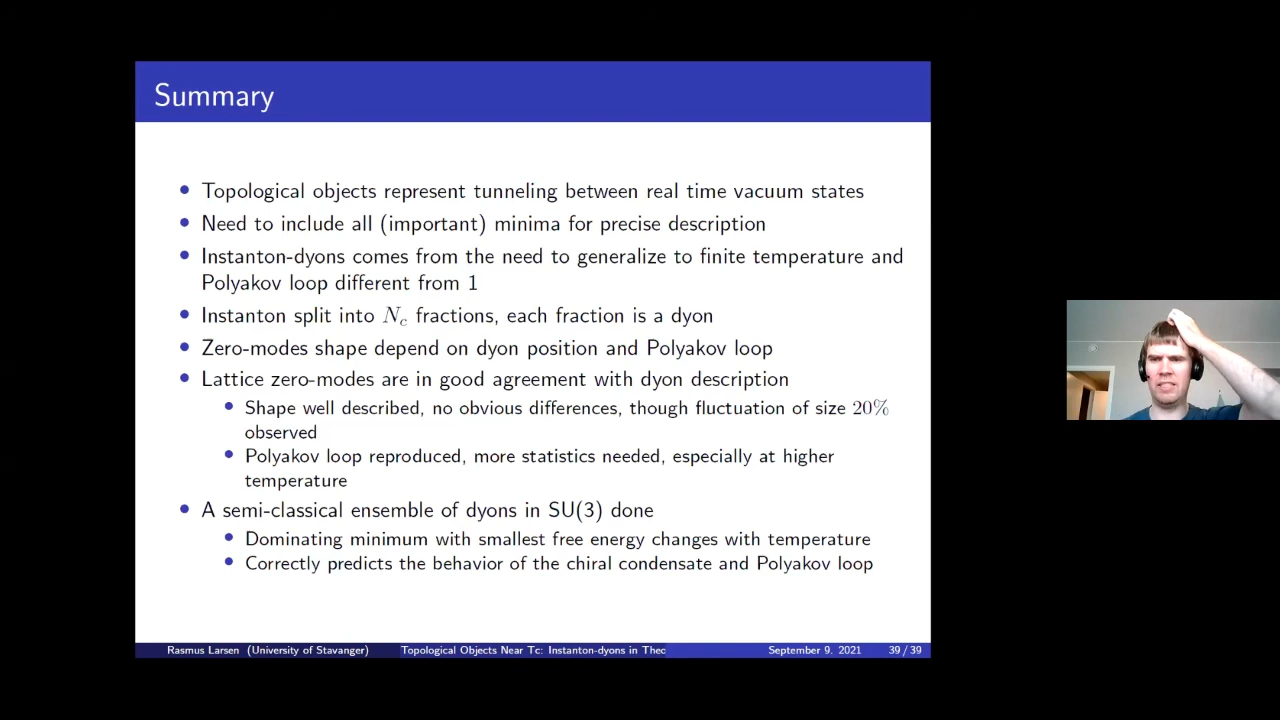 Summary
Topological objects represent tunneling between real time vacuum states
Need to include all (important) minima for precise description
Instanton-dyons comes from the need to generalize to finite temperature and
Polyakov loop different from 1
Instanton split into N_c fractions, each fraction is a dyon
Zero-modes shape depend on dyon position and Polyakov loop
Lattice zero-modes are in good agreement with dyon description
Shape well described, no obvious differences, though fluctuation of size 20%
observed
Polyakov loop reproduced, more statistics needed, especially at higher
temperature
A semi-classical ensemble of dyons in SU(3) done
Dominating minimum with smallest free energy changes with temperature
Correctly predicts the behavior of the chiral condensate and Polyakov loop
Rasmus Larsen (University of Stavanger) Topological Objects Near Tc: Instanton-dyons in Theo September 9. 2021 39 / 39